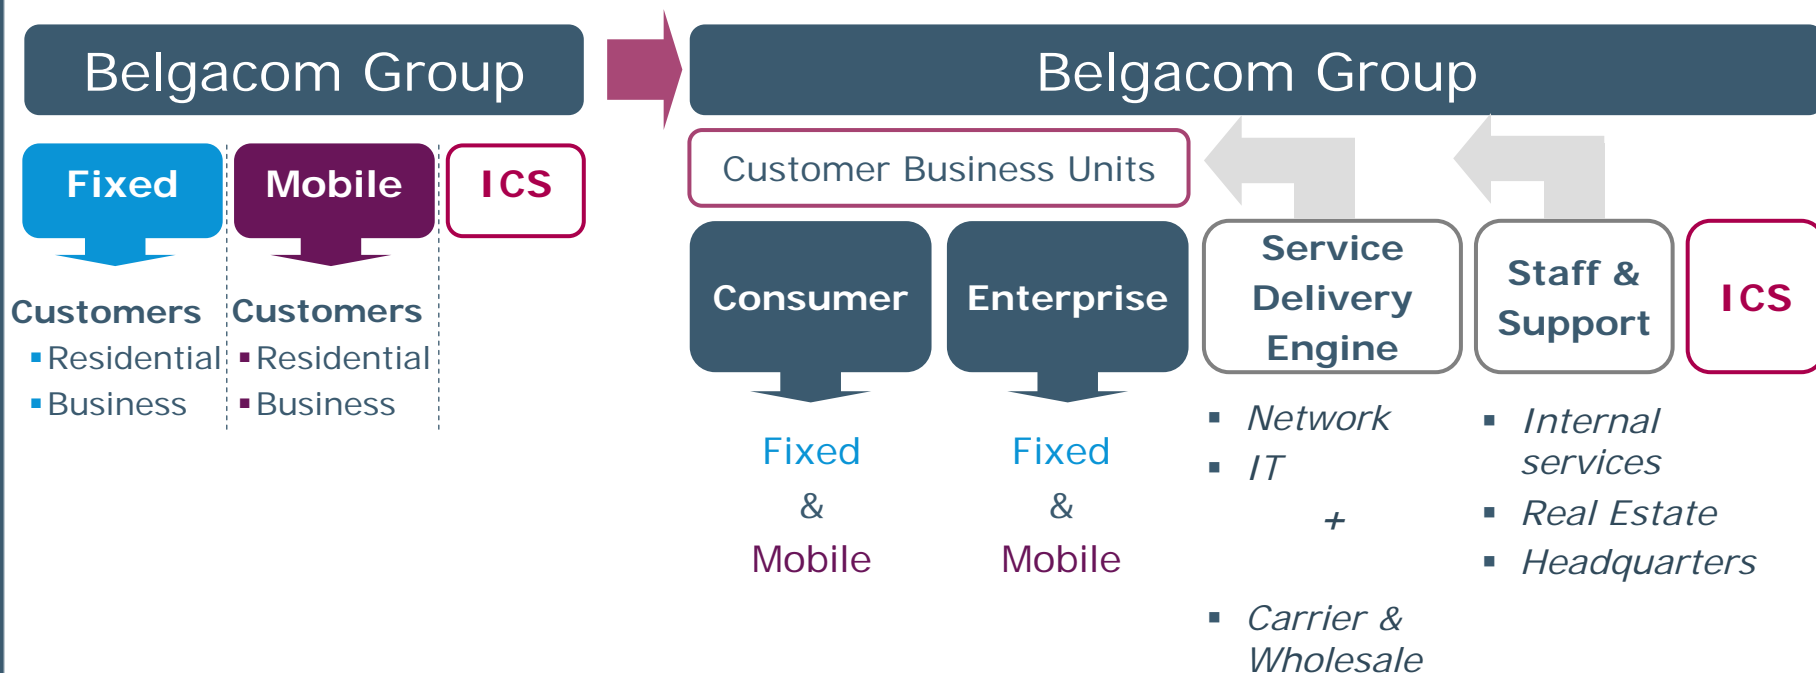 Belgacom Group
Fixed
Mobile
ICS
Customers
▪Residential
▪Business
Customers
▪Residential
▪Business
Belgacom Group
Customer Business Units
Consumer
Fixed
&
Mobile
Enterprise
Fixed
&
Mobile
Service
Delivery
Engine
▪ Network
▪ IT
+
▪ Carrier &
Wholesale
Staff &
Support
▪ Internal
services
▪ Real Estate
▪ Headquarters
ICS